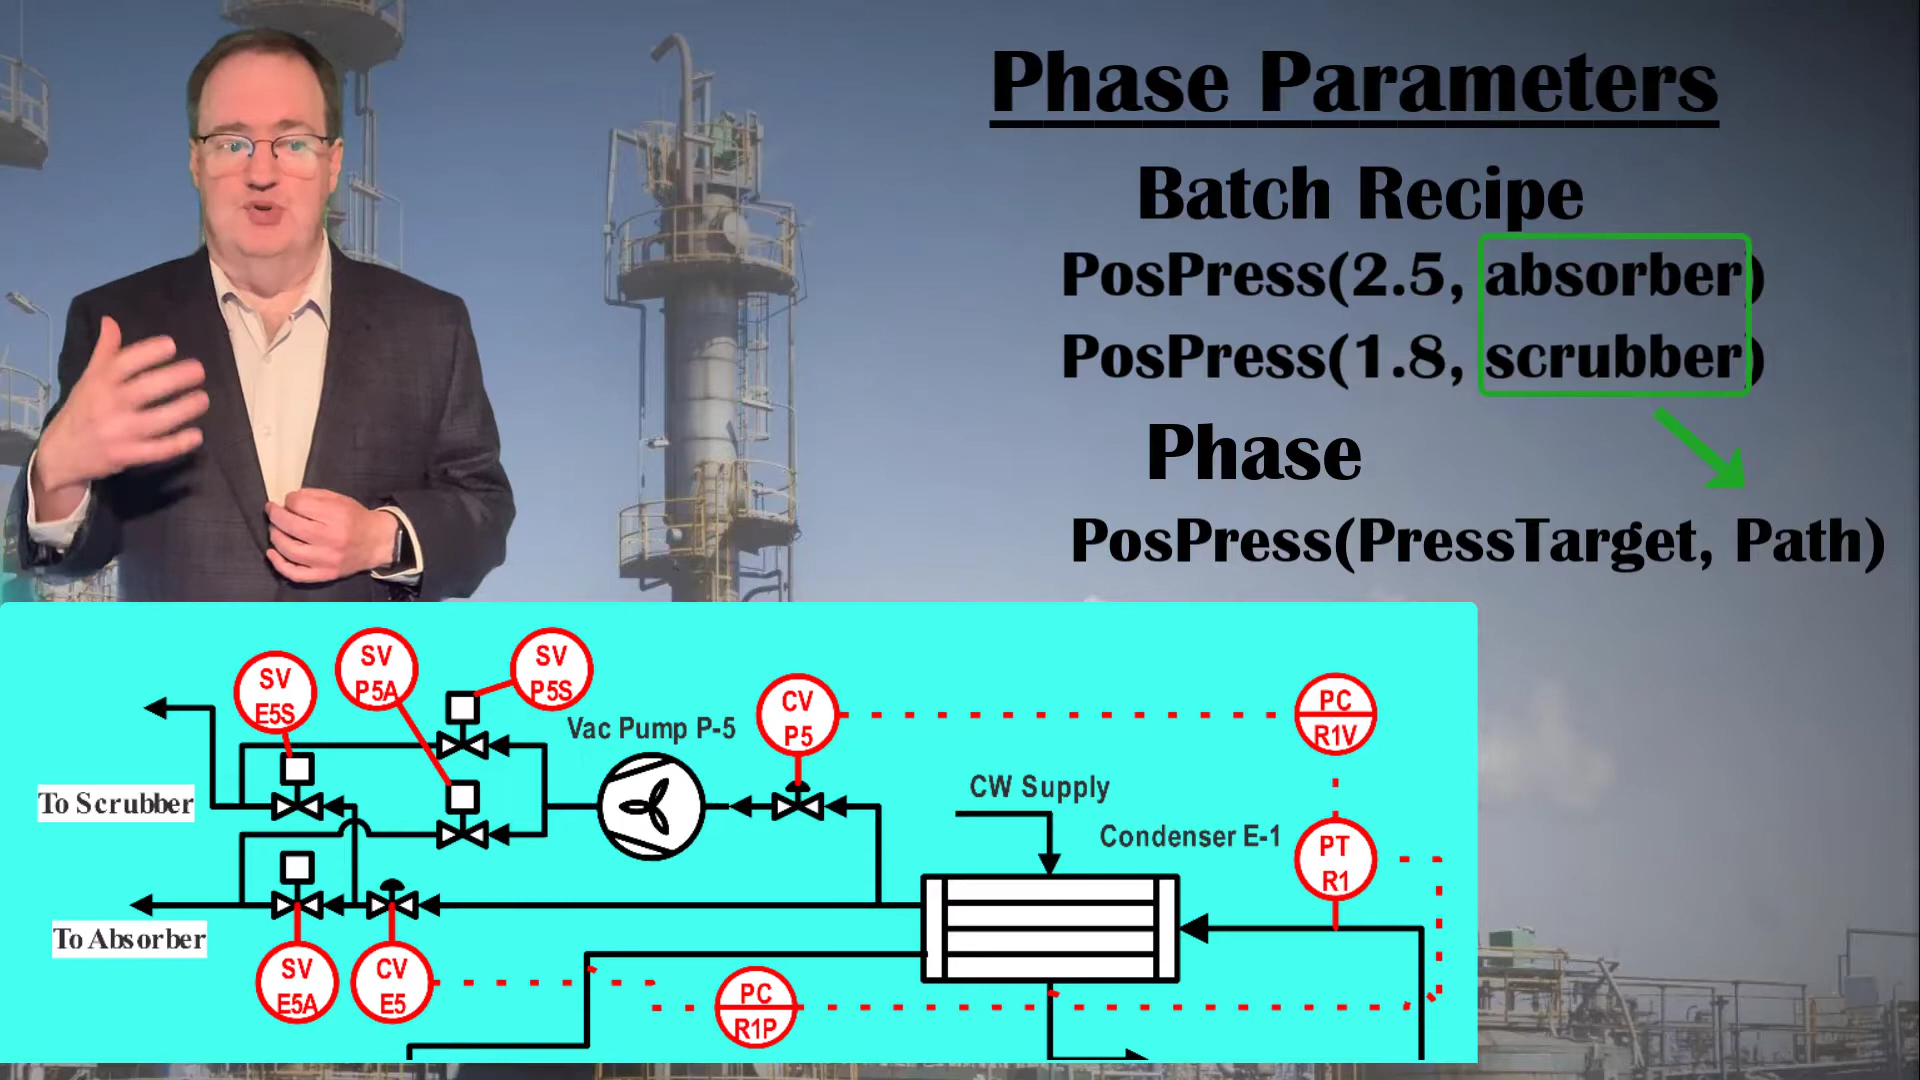 Phase Parameters
Batch Recipe
PosPress(2.5, absorber)
PosPress(1.8, scrubber)
Phase
PosPress(PressTarget, Path)
SV
E5S
SV
P5A
SV
P5S
Vac Pump P-5
CV
P5
PC
R1V
CW Supply
Condenser E-1
PT
R1
To Scrubber
To Absorber
SV
E5A
CV
E5
PC
R1P